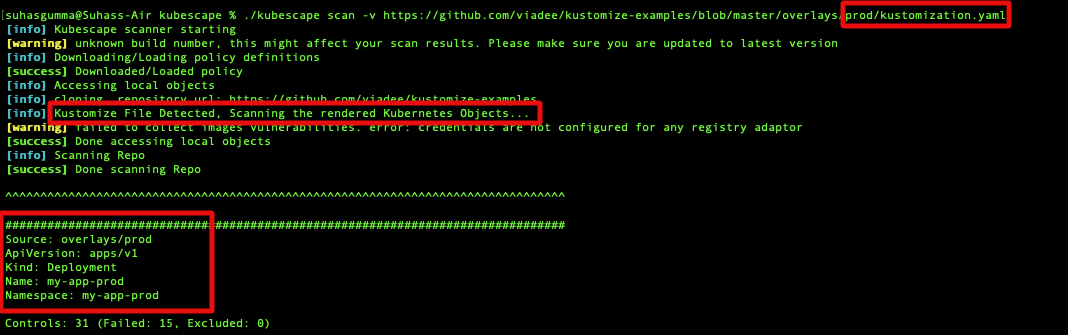 suhasgumma@Suhass-Air kubescape % ./kubescape scan -v https://github.com/viadee/kustomize-examples/blob/master/overlays/prod/kustomization.yaml
[info] Kubescape scanner starting
[warning] unknown build number, this might affect your scan results. Please make sure you are updated to latest version
[info] Downloading/Loading policy definitions
[success] Downloaded/Loaded policy
[info] Accessing local objects
[info] cloning. repository url: https://github.com/viadee/kustomize-examples
[info] Kustomize File Detected, Scanning the rendered Kubernetes Objects...
[warning] failed to collect images vulnerabilities. error: credentials are not configured for any registry adaptor
[success] Done accessing local objects
[info] Scanning Repo
[success] Done scanning Repo
^^^^^^^^^^^^^^^^^^^^^^^^^^^^^^^^^^^^^^^^^^^^^^^^^^^^^^^^^^^^^^^^^^^^^^^^^^^^^^^^
################################################################################
Source: overlays/prod
ApiVersion: apps/v1
Kind: Deployment
Name: my-app-prod
Namespace: my-app-prod
Controls: 31 (Failed: 15, Excluded: 0)